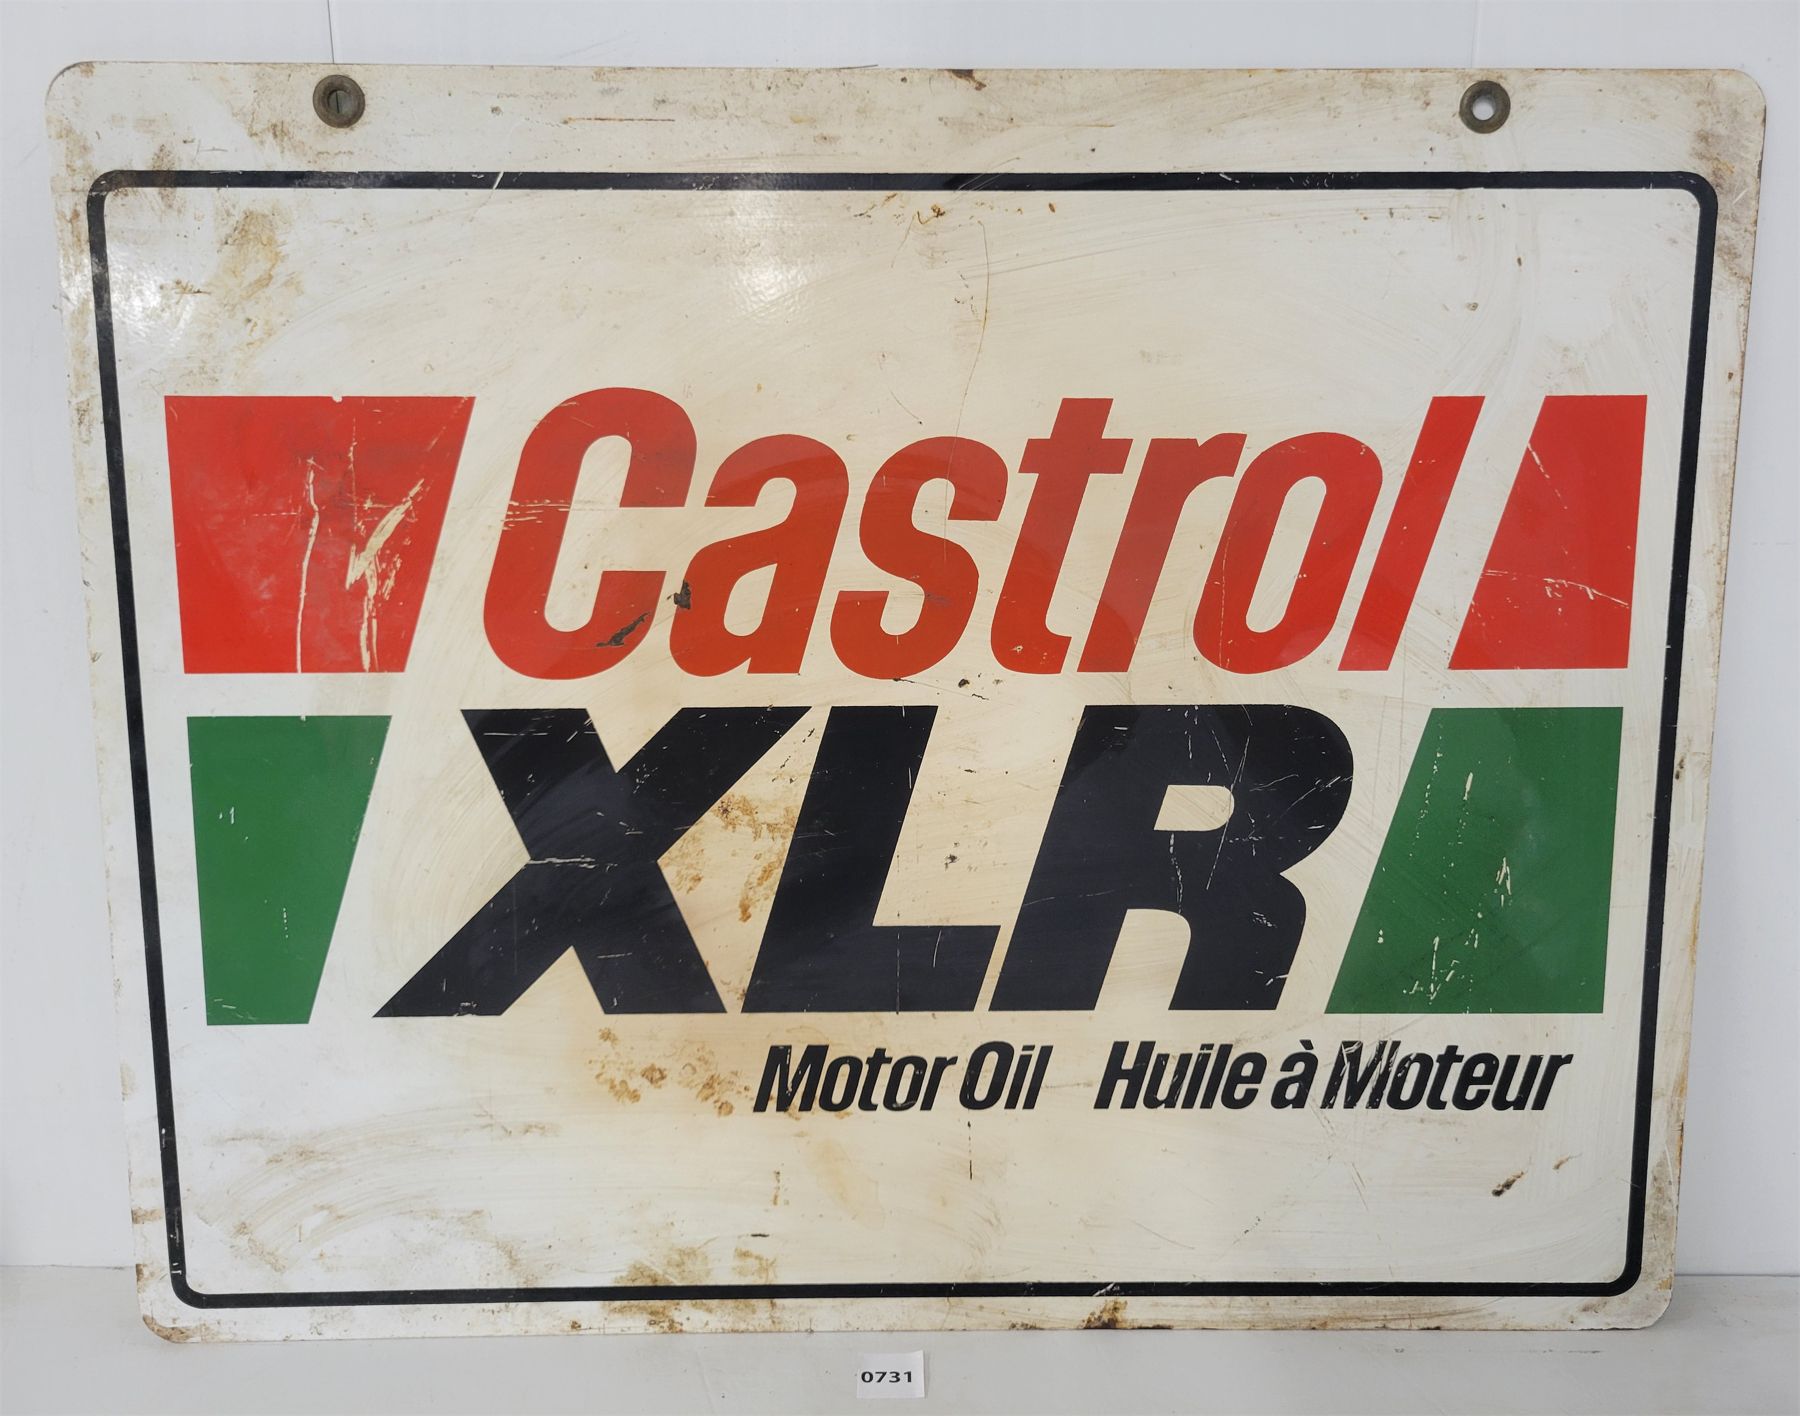 Castrol
XLR
Motor Oil Huile à Moteur
0731